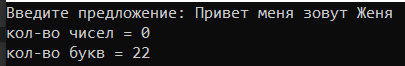 Введите предложение: Привет меня зовут Женя
кол-во чисел = 0
кол-во букв = 22